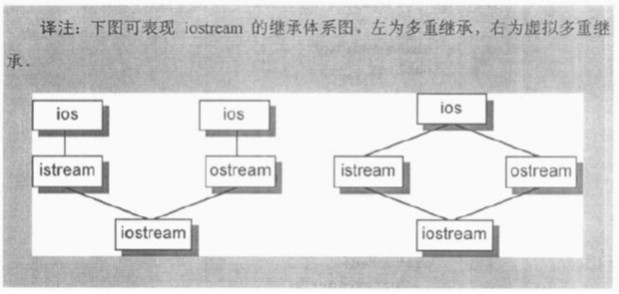 译注：下图可表现 iostream 的继承体系图。左为多重继承，右为虚拟多重继
承．
ios ios ios
istream ostream istream ostream
iostream iostream